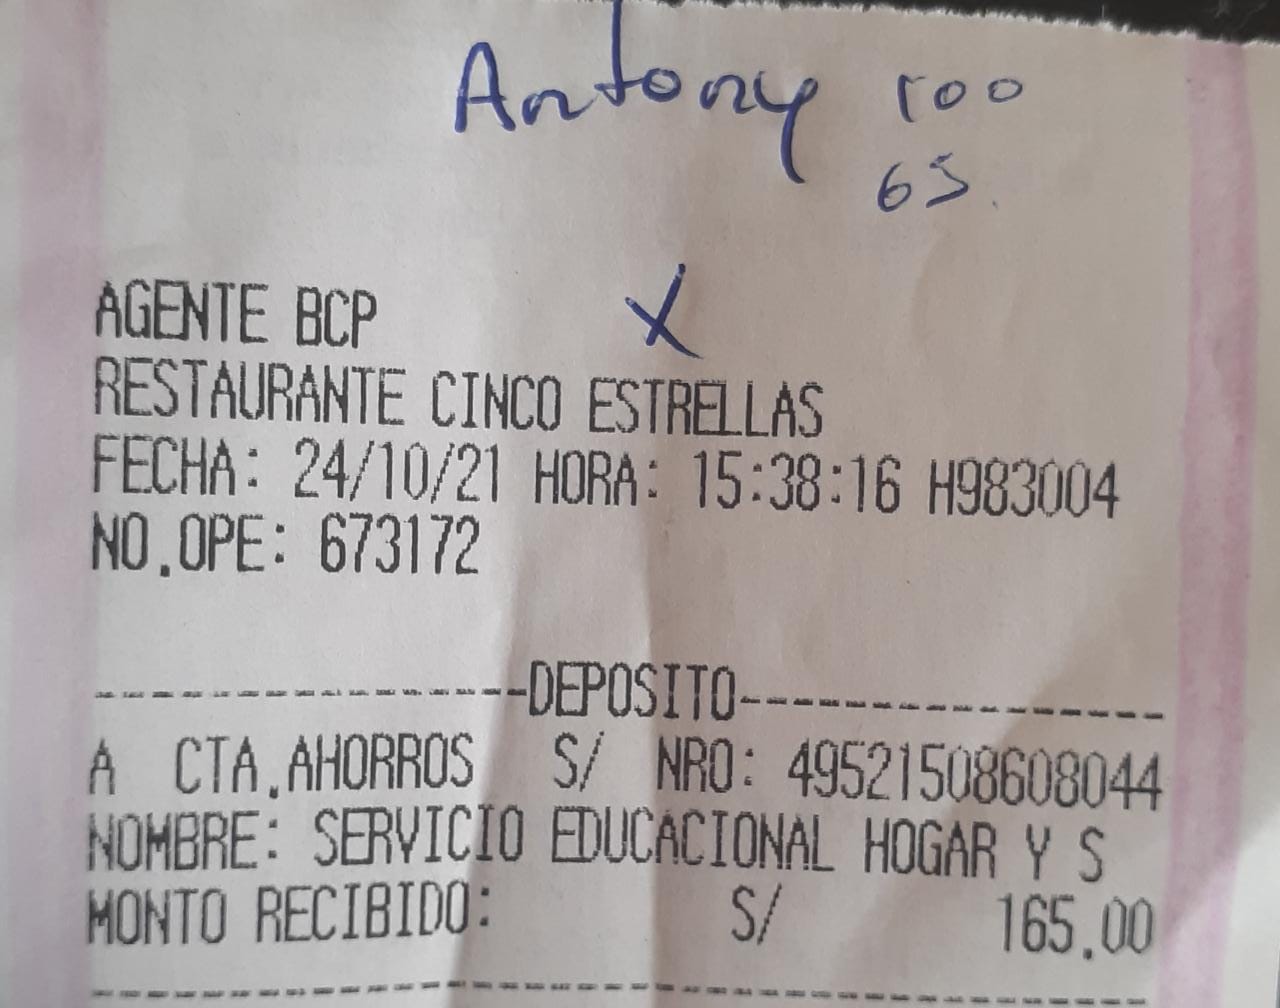 Antony 100
65.
X
AGENTE BCP
RESTAURANTE CINCO ESTRELLAS
FECHA: 24/10/21 HORA: 15:38:16 H983004
NO.OPE: 673172
-----------------DEPOSITO-----------------
A CTA.AHORROS S/ NRO: 49521508608044
NOMBRE: SERVICIO EDUCACIONAL HOGAR Y S
MONTO RECIBIDO: S/ 165.00